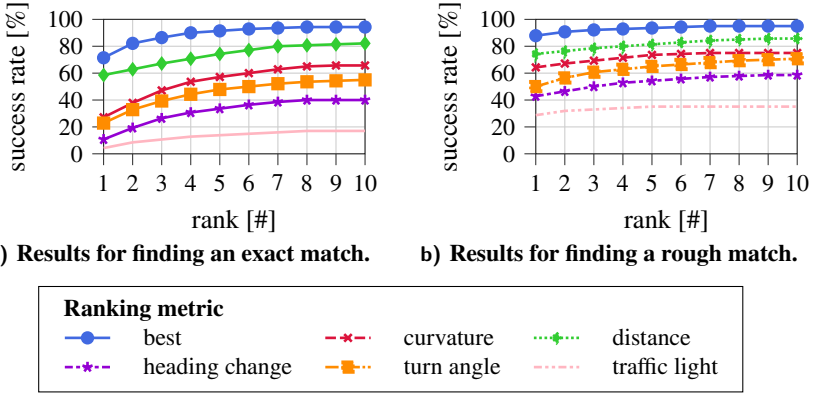 success rate [%]
100
80
60
40
20
0
1 2 3 4 5 6 7 8 9 10
rank [#]
success rate [%]
100
80
60
40
20
0
1 2 3 4 5 6 7 8 9 10
rank [#]
) Results for finding an exact match.
b) Results for finding a rough match.
Ranking metric
best curvature distance
heading change turn angle traffic light